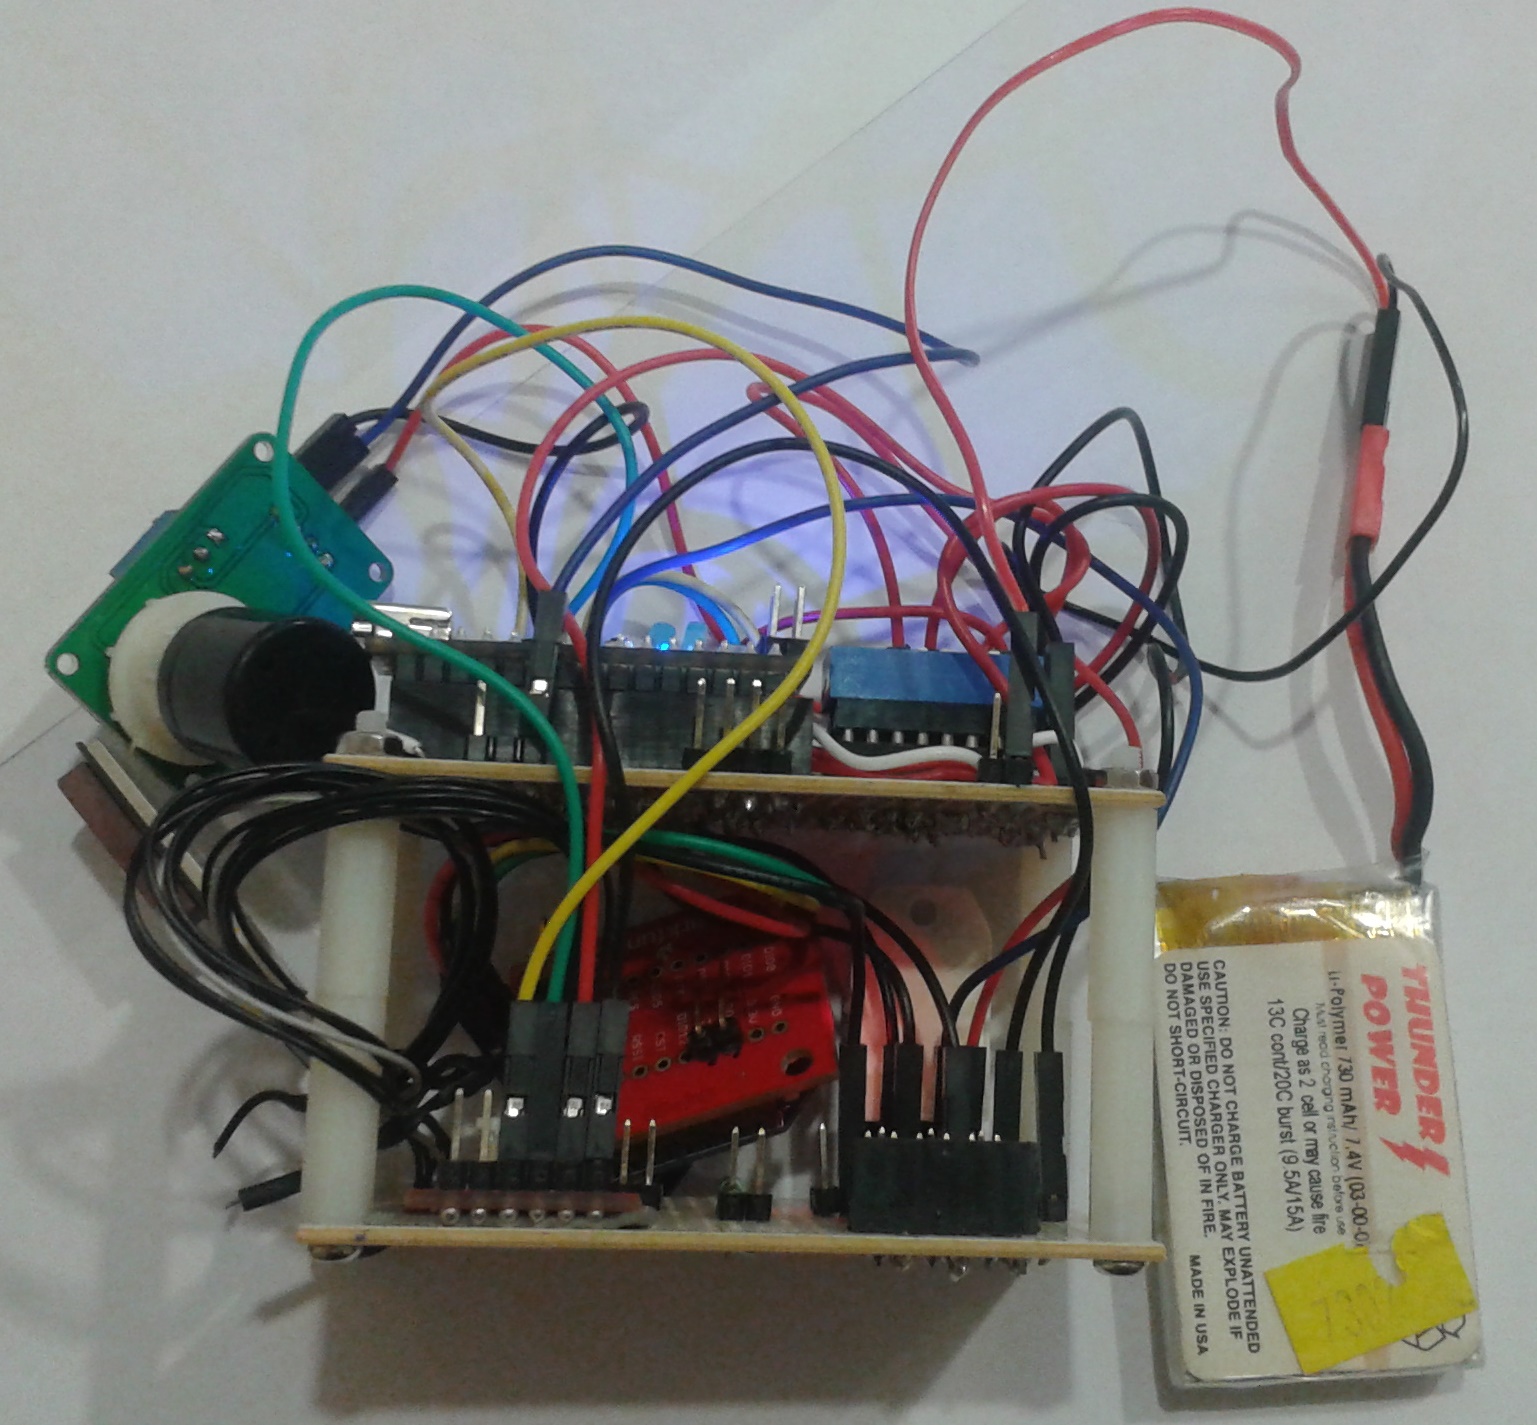 THUNDER
POWER
Li-Polymer 730 mAh/ 7.4V (03-00-0
Must read charging instruction before use
Charge as 2 cell or may cause fire
13C cont/20C burst (9.5A/15A)
CAUTION: DO NOT CHARGE BATTERY UNATTENDED
USE SPECIFIED CHARGER ONLY. MAY EXPLODE IF
DAMAGED OR DISPOSED OF IN FIRE.
DO NOT SHORT-CIRCUIT. MADE IN USA
CS1